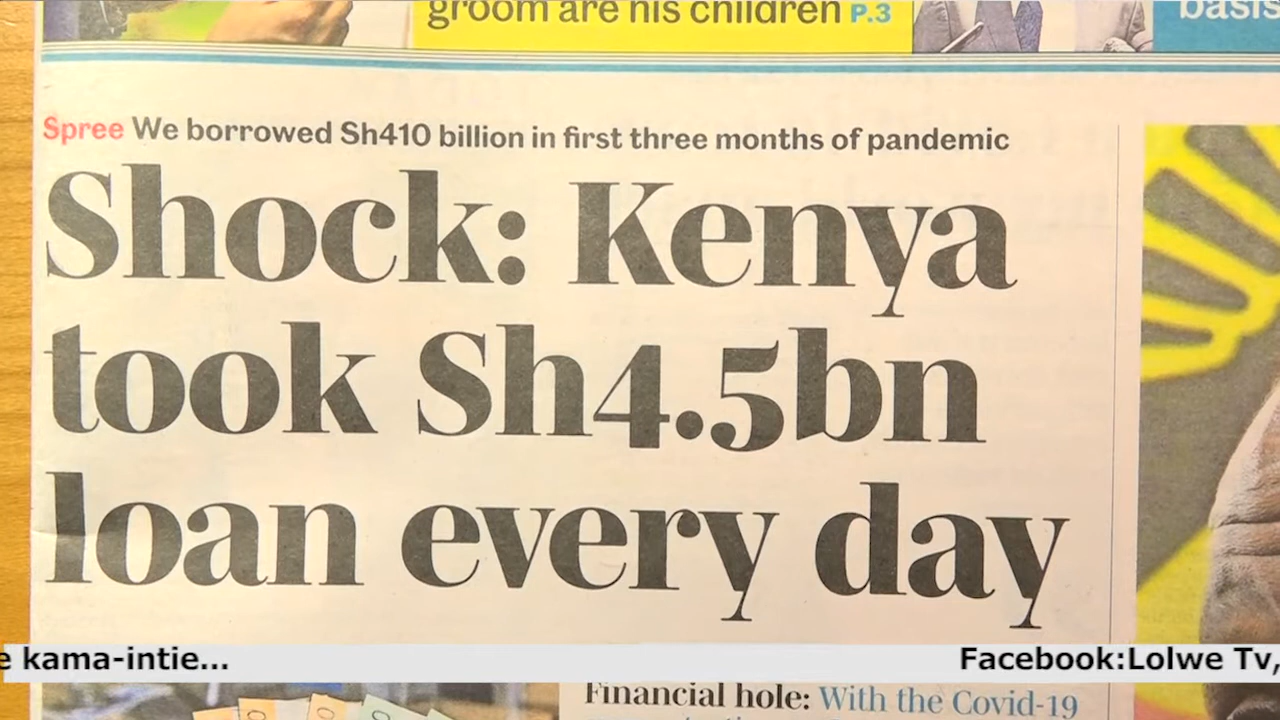 groom are his children P.3
basis
Spree We borrowed Sh410 billion in first three months of pandemic
Shock: Kenya
took Sh4.5bn
loan every day
e kama-intie...
Facebook:Lolwe Tv,
Financial hole: With the Covid-19